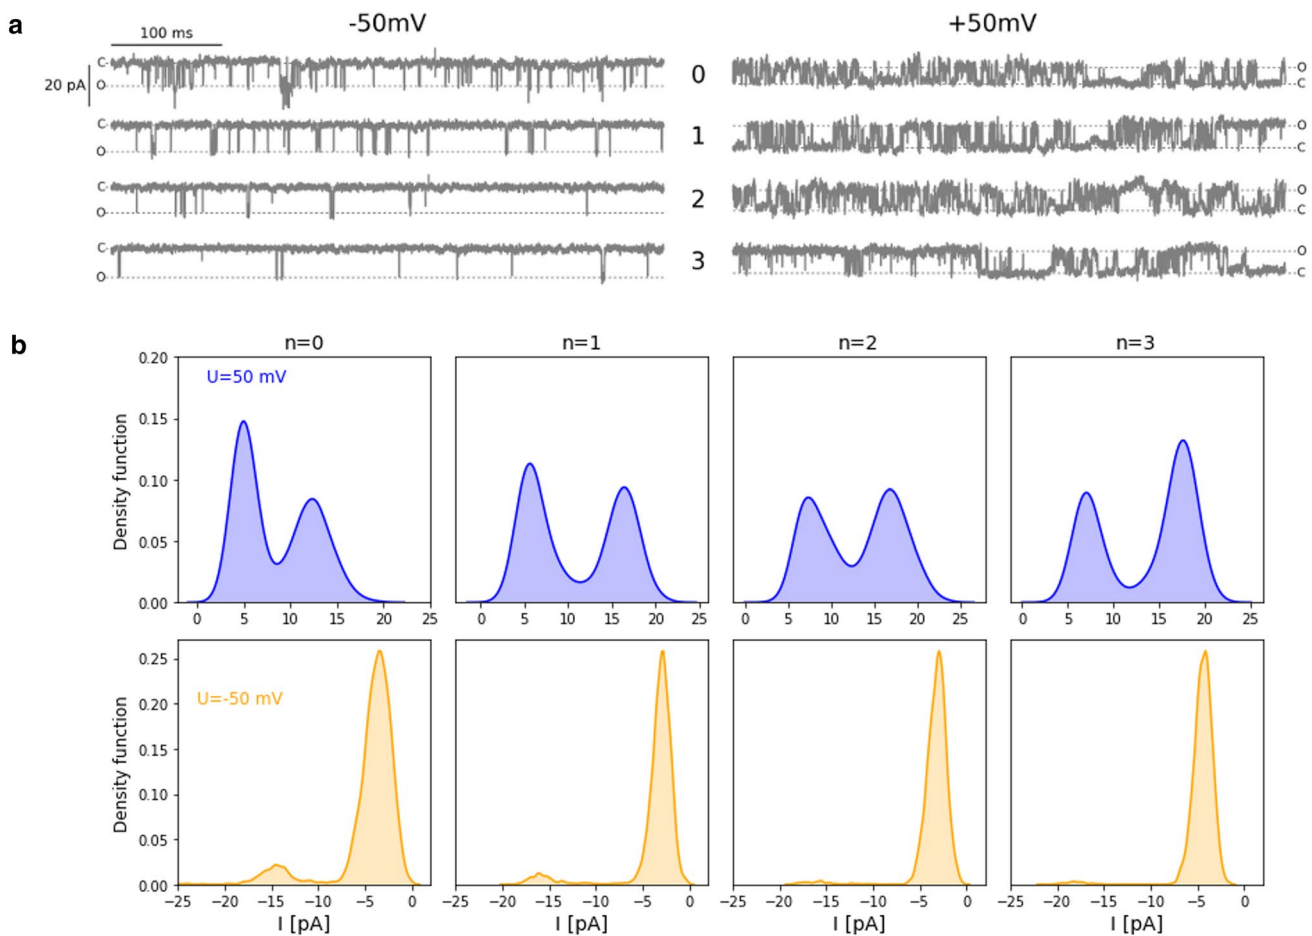 a
-50mV
+50mV
100 ms
20 pA
C
O
0
O
C
C
O
1
O
C
C
O
2
O
C
C
O
3
O
C
b
n=0
n=1
n=2
n=3
U=50 mV
Density function
0.20
0.15
0.10
0.05
0.00
0 5 10 15 20 25
0 5 10 15 20 25
0 5 10 15 20 25
0 5 10 15 20 25
U=-50 mV
Density function
0.25
0.20
0.15
0.10
0.05
0.00
−25 −20 −15 −10 −5 0
−25 −20 −15 −10 −5 0
−25 −20 −15 −10 −5 0
−25 −20 −15 −10 −5 0
I [pA]
I [pA]
I [pA]
I [pA]